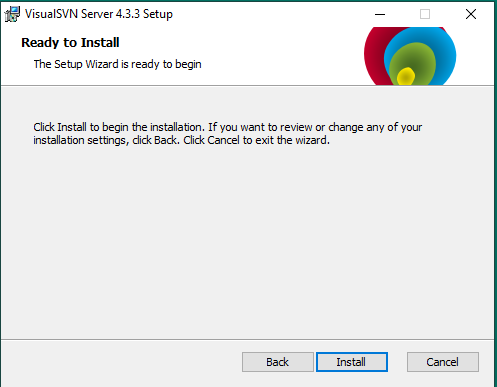 VisualSVN Server 4.3.3 Setup
Ready to Install
The Setup Wizard is ready to begin
Click Install to begin the installation. If you want to review or change any of your
installation settings, click Back. Click Cancel to exit the wizard.
Back
Install
Cancel